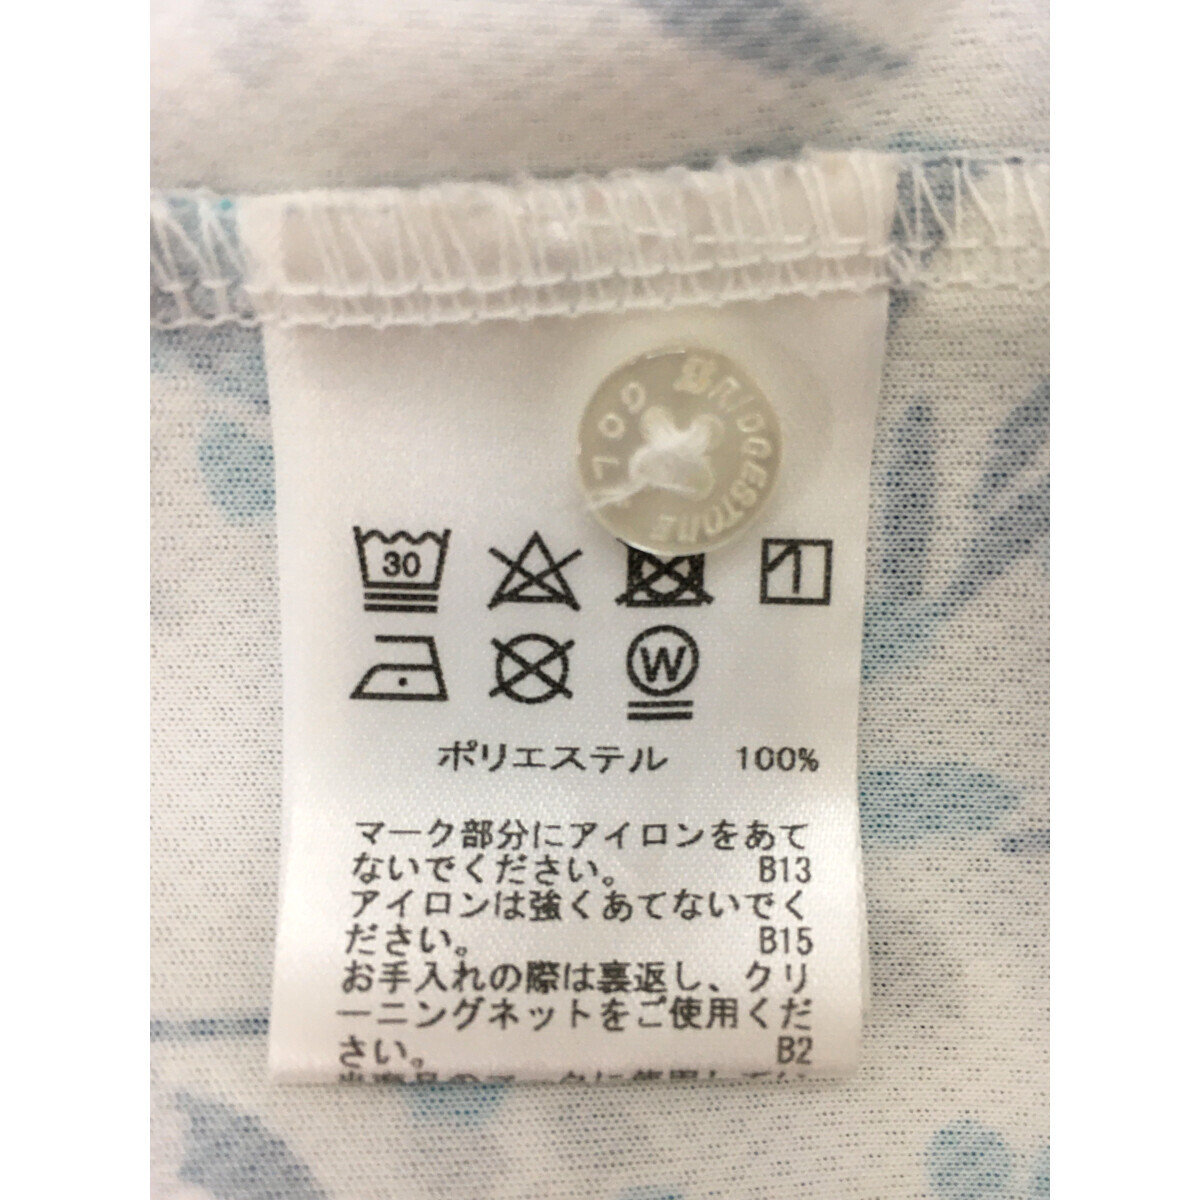 BRIDGESTONE
GOLF
30
W
ポリエステル 100%
マーク部分にアイロンをあて
ないでください。 B13
アイロンは強くあてないでく
ださい。 B15
お手入れの際は裏返し、クリ
ーニングネットをご使用くだ
さい。 B2